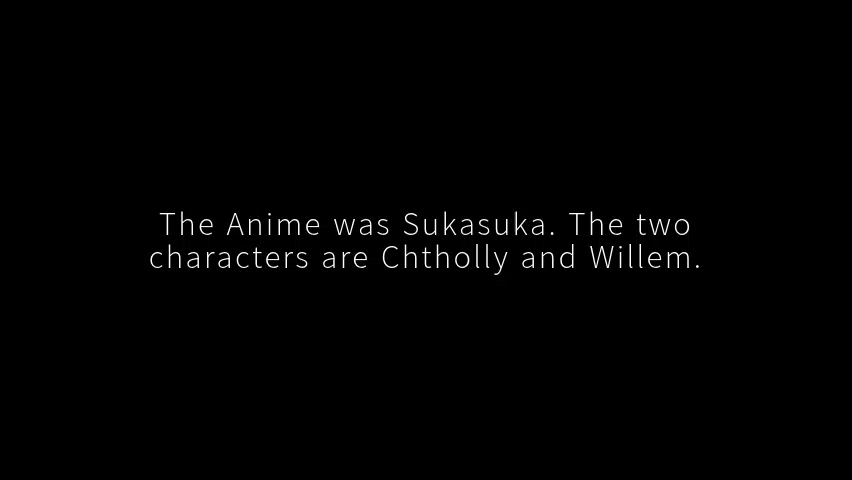 The Anime was Sukasuka. The two
characters are Chtholly and Willem.